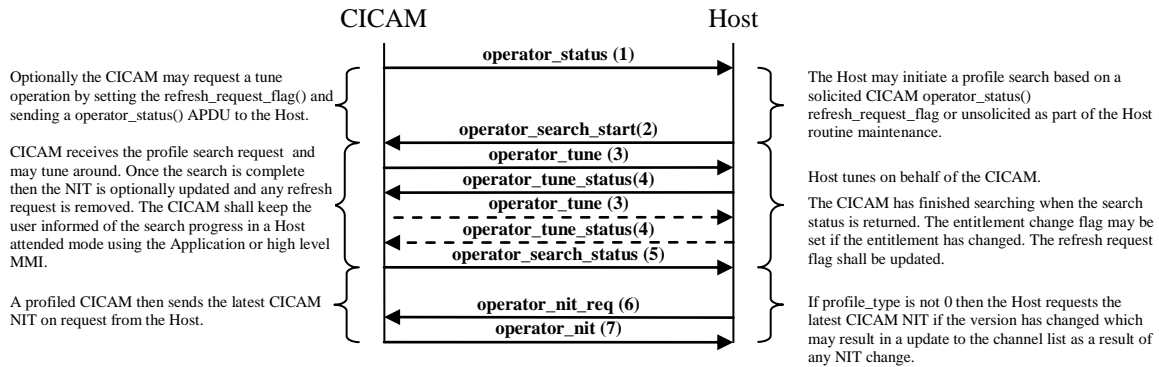 CICAM
Host
operator_status (1)
Optionally the CICAM may request a tune
operation by setting the refresh_request_flag() and
sending a operator_status() APDU to the Host.
The Host may initiate a profile search based on a
solicited CICAM operator_status()
refresh_request_flag or unsolicited as part of the Host
routine maintenance.
operator_search_start(2)
CICAM receives the profile search request and
may tune around. Once the search is complete
then the NIT is optionally updated and any refresh
request is removed. The CICAM shall keep the
user informed of the search progress in a Host
attended mode using the Application or high level
MMI.
operator_tune (3)
operator_tune_status(4)
operator_tune (3)
operator_tune_status(4)
operator_search_status (5)
Host tunes on behalf of the CICAM.
The CICAM has finished searching when the search
status is returned. The entitlement change flag may be
set if the entitlement has changed. The refresh request
flag shall be updated.
A profiled CICAM then sends the latest CICAM
NIT on request from the Host.
operator_nit_req (6)
operator_nit (7)
If profile_type is not 0 then the Host requests the
latest CICAM NIT if the version has changed which
may result in a update to the channel list as a result of
any NIT change.